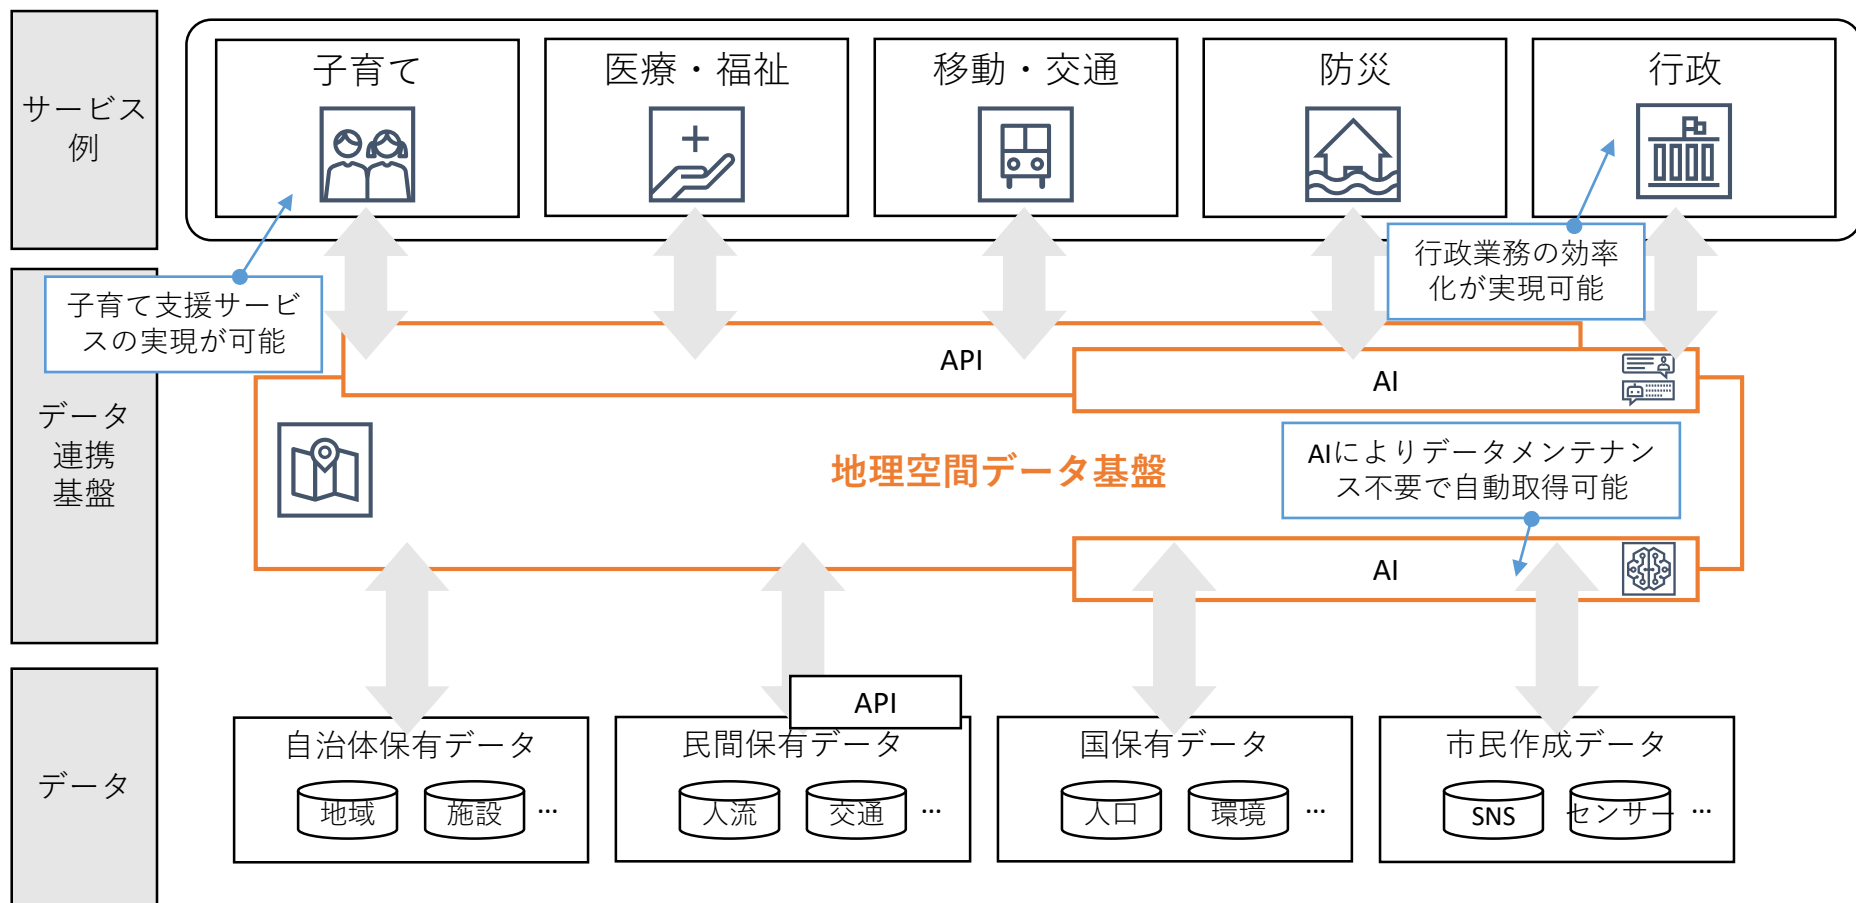 サービス
例
子育て
医療・福祉
移動・交通
防災
行政
子育て支援サービ
スの実現が可能
行政業務の効率
化が実現可能
データ
連携
基盤
API
AI
地理空間データ基盤
AIによりデータメンテナン
ス不要で自動取得可能
AI
データ
API
自治体保有データ
地域
施設
…
民間保有データ
人流
交通
…
国保有データ
人口
環境
…
市民作成データ
SNS
センサー
…